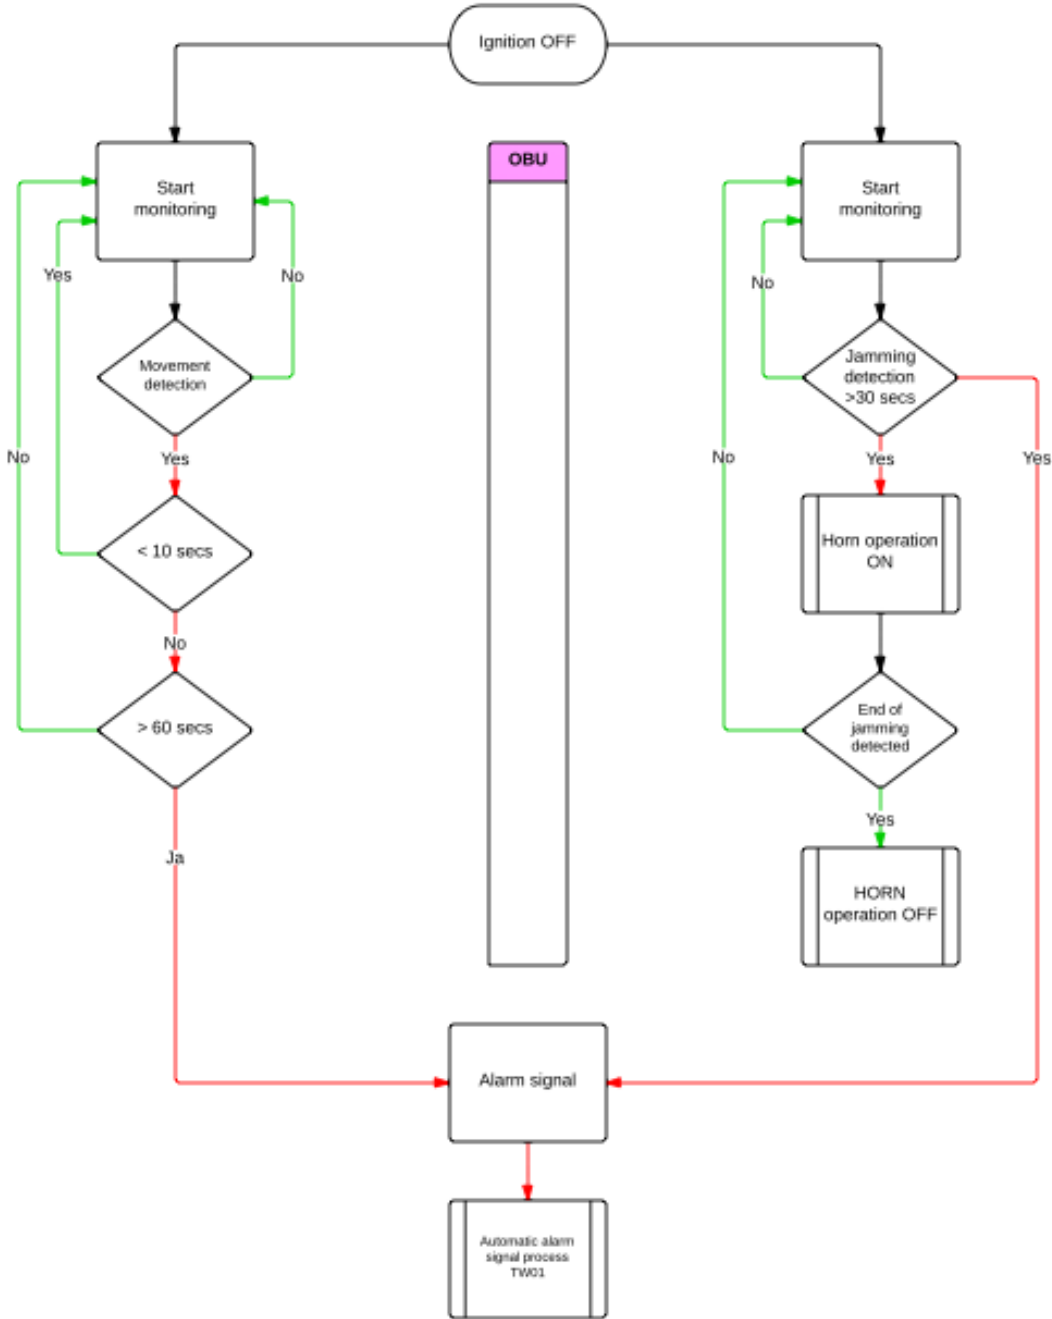 Ignition OFF
OBU
Start
monitoring
Start
monitoring
Yes
No
No
Movement
detection
Jamming
detection
>30 secs
No
Yes
No
Yes
Yes
< 10 secs
Horn operation
ON
No
> 60 secs
End of
jamming
detected
Yes
Ja
HORN
operation OFF
Alarm signal
Automatic alarm
signal process
TW01